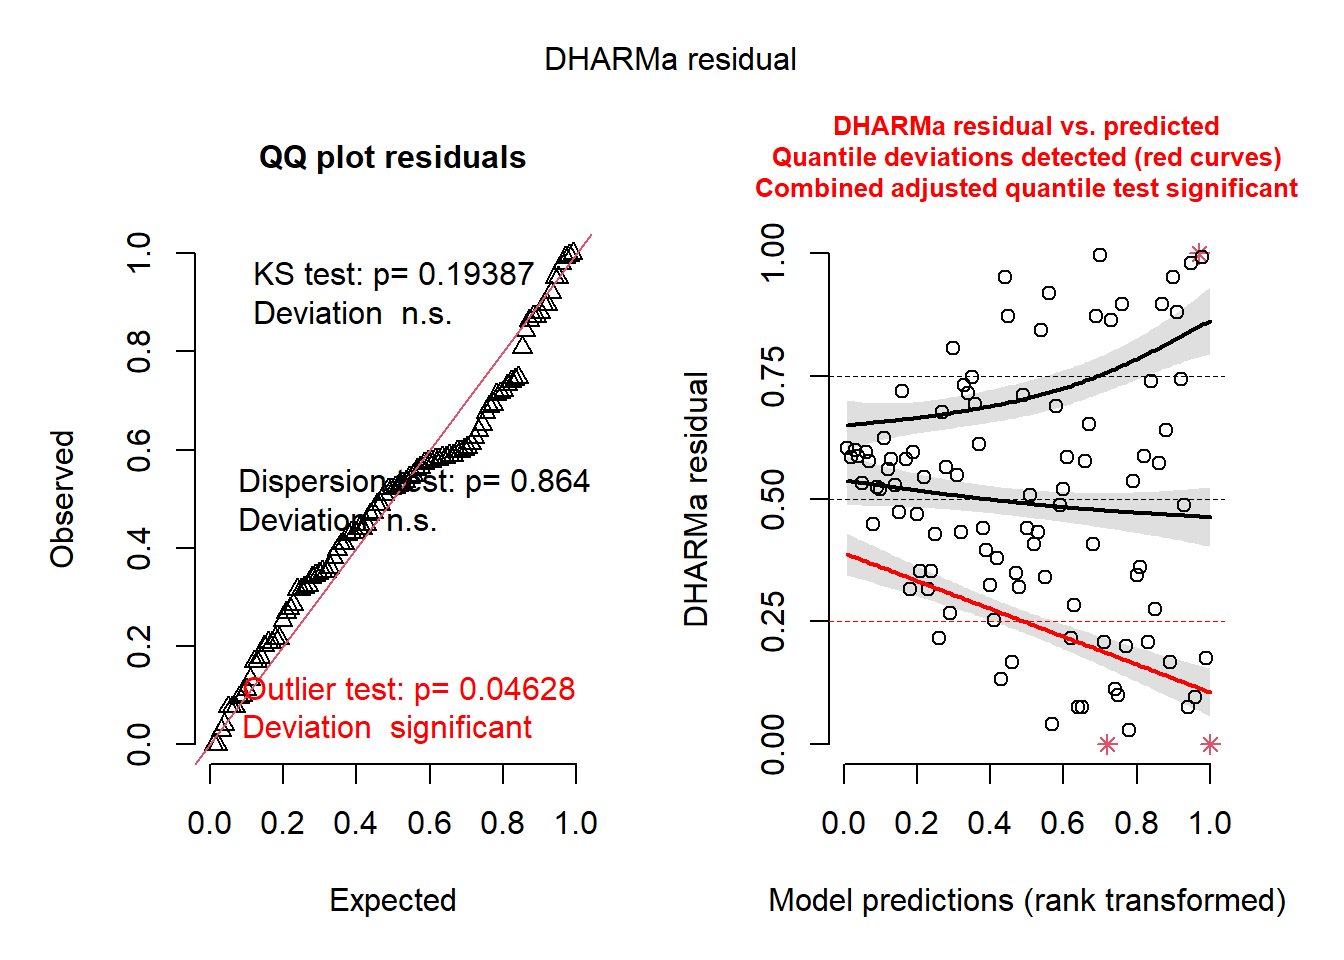 DHARMa residual
QQ plot residuals
KS test: p= 0.19387
Deviation  n.s.
Dispersion test: p= 0.864
Deviation  n.s.
Outlier test: p= 0.04628
Deviation  significant
Observed
0.0 0.2 0.4 0.6 0.8 1.0
0.0 0.2 0.4 0.6 0.8 1.0
Expected
DHARMa residual vs. predicted
Quantile deviations detected (red curves)
Combined adjusted quantile test significant
DHARMa residual
0.00 0.25 0.50 0.75 1.00
0.0 0.2 0.4 0.6 0.8 1.0
Model predictions (rank transformed)